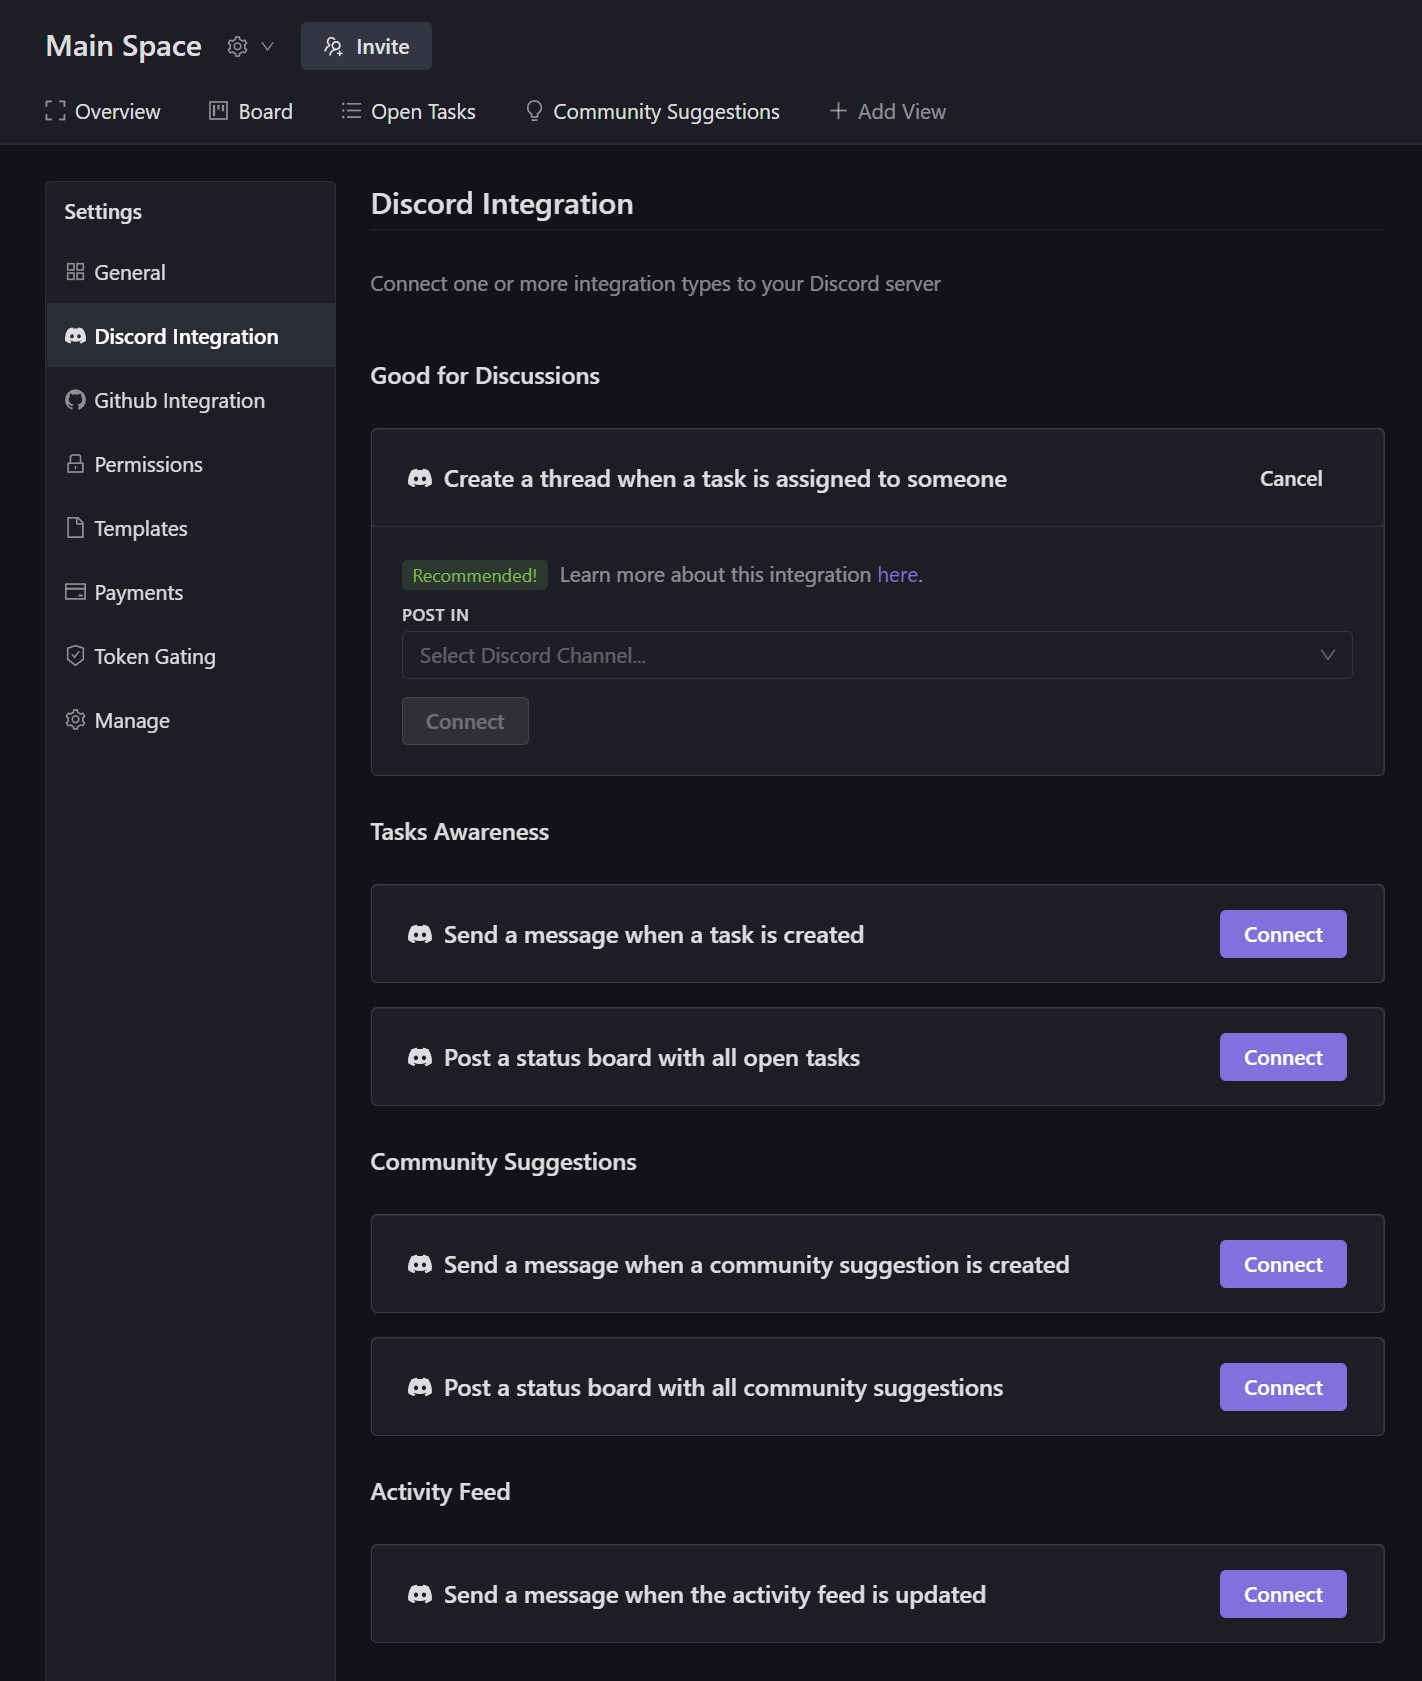 Main Space
Invite
Overview
Board
Open Tasks
Community Suggestions
Add View
Settings
General
Discord Integration
Github Integration
Permissions
Templates
Payments
Token Gating
Manage
Discord Integration
Connect one or more integration types to your Discord server
Good for Discussions
Create a thread when a task is assigned to someone
Cancel
Recommended! Learn more about this integration here.
POST IN
Select Discord Channel...
Connect
Tasks Awareness
Send a message when a task is created
Connect
Post a status board with all open tasks
Connect
Community Suggestions
Send a message when a community suggestion is created
Connect
Post a status board with all community suggestions
Connect
Activity Feed
Send a message when the activity feed is updated
Connect